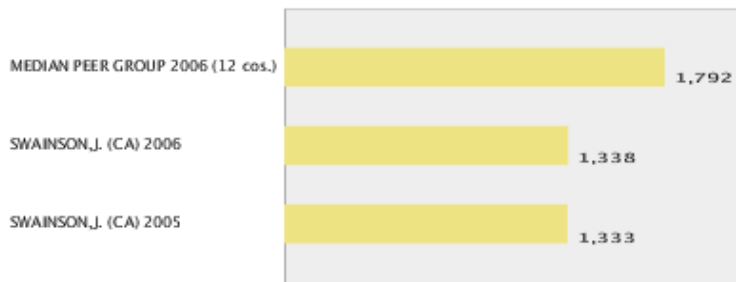 MEDIAN PEER GROUP 2006 (12 cos.)
1,792
SWAINSON,J. (CA) 2006
1,338
SWAINSON,J. (CA) 2005
1,333